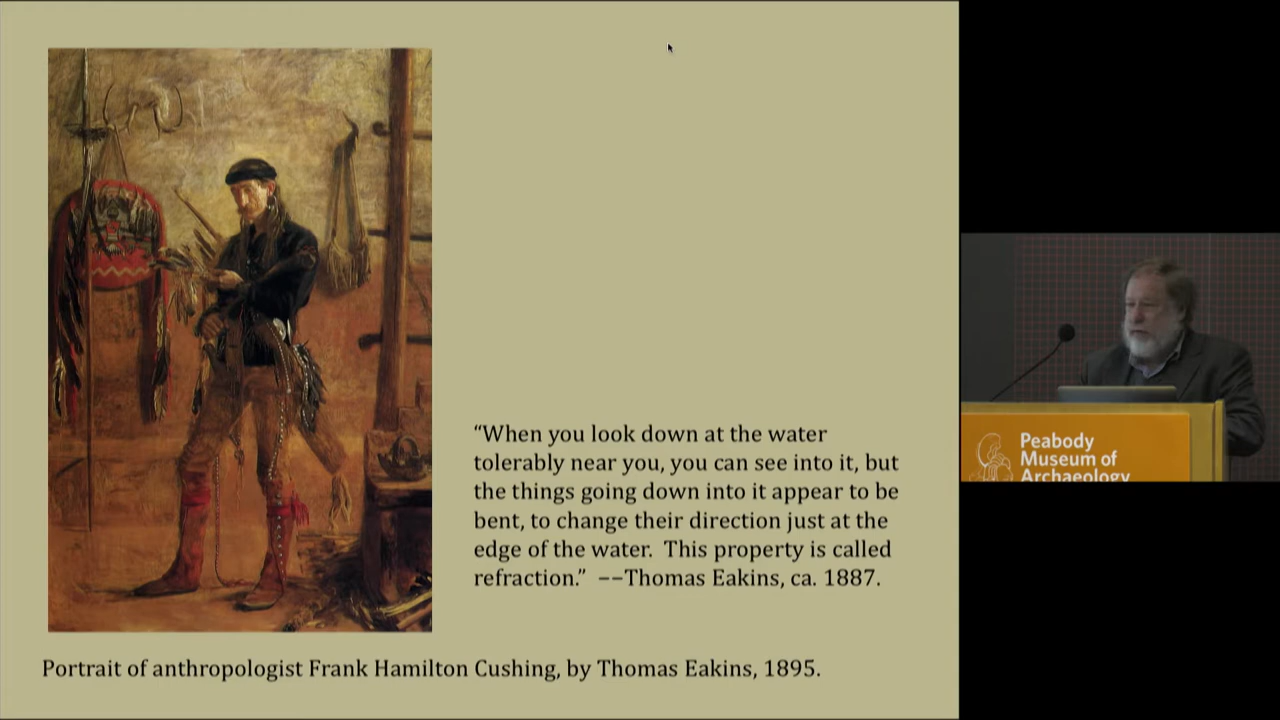 “When you look down at the water
tolerably near you, you can see into it, but
the things going down into it appear to be
bent, to change their direction just at the
edge of the water.  This property is called
refraction.”  ––Thomas Eakins, ca. 1887.
Portrait of anthropologist Frank Hamilton Cushing, by Thomas Eakins, 1895.
Peabody
Museum of
Archaeology